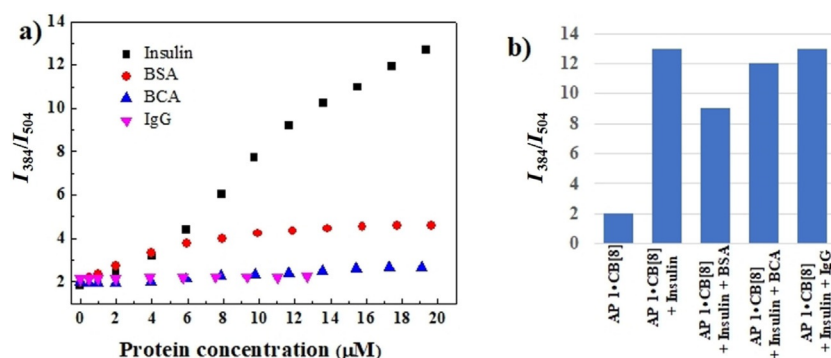 a)
I384/I504
14
12
10
8
6
4
2
Insulin
BSA
BCA
IgG
0 2 4 6 8 10 12 14 16 18 20
Protein concentration (μM)
b)
I384/I504
14
12
10
8
6
4
2
0
AP 1•CB[8]
AP 1•CB[8]
+ Insulin
AP 1•CB[8]
+ Insulin + BSA
AP 1•CB[8]
+ Insulin + BCA
AP 1•CB[8]
+ Insulin + IgG